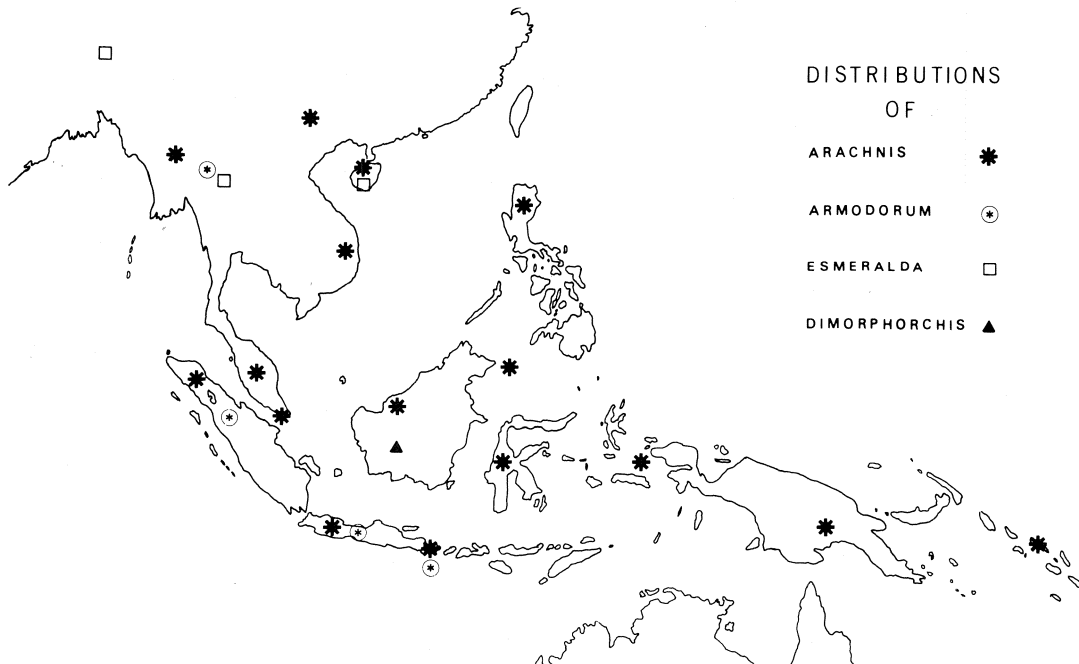 DISTRIBUTIONS
OF
ARACHNIS
ARMODORUM
ESMERALDA
DIMORPHORCHIS